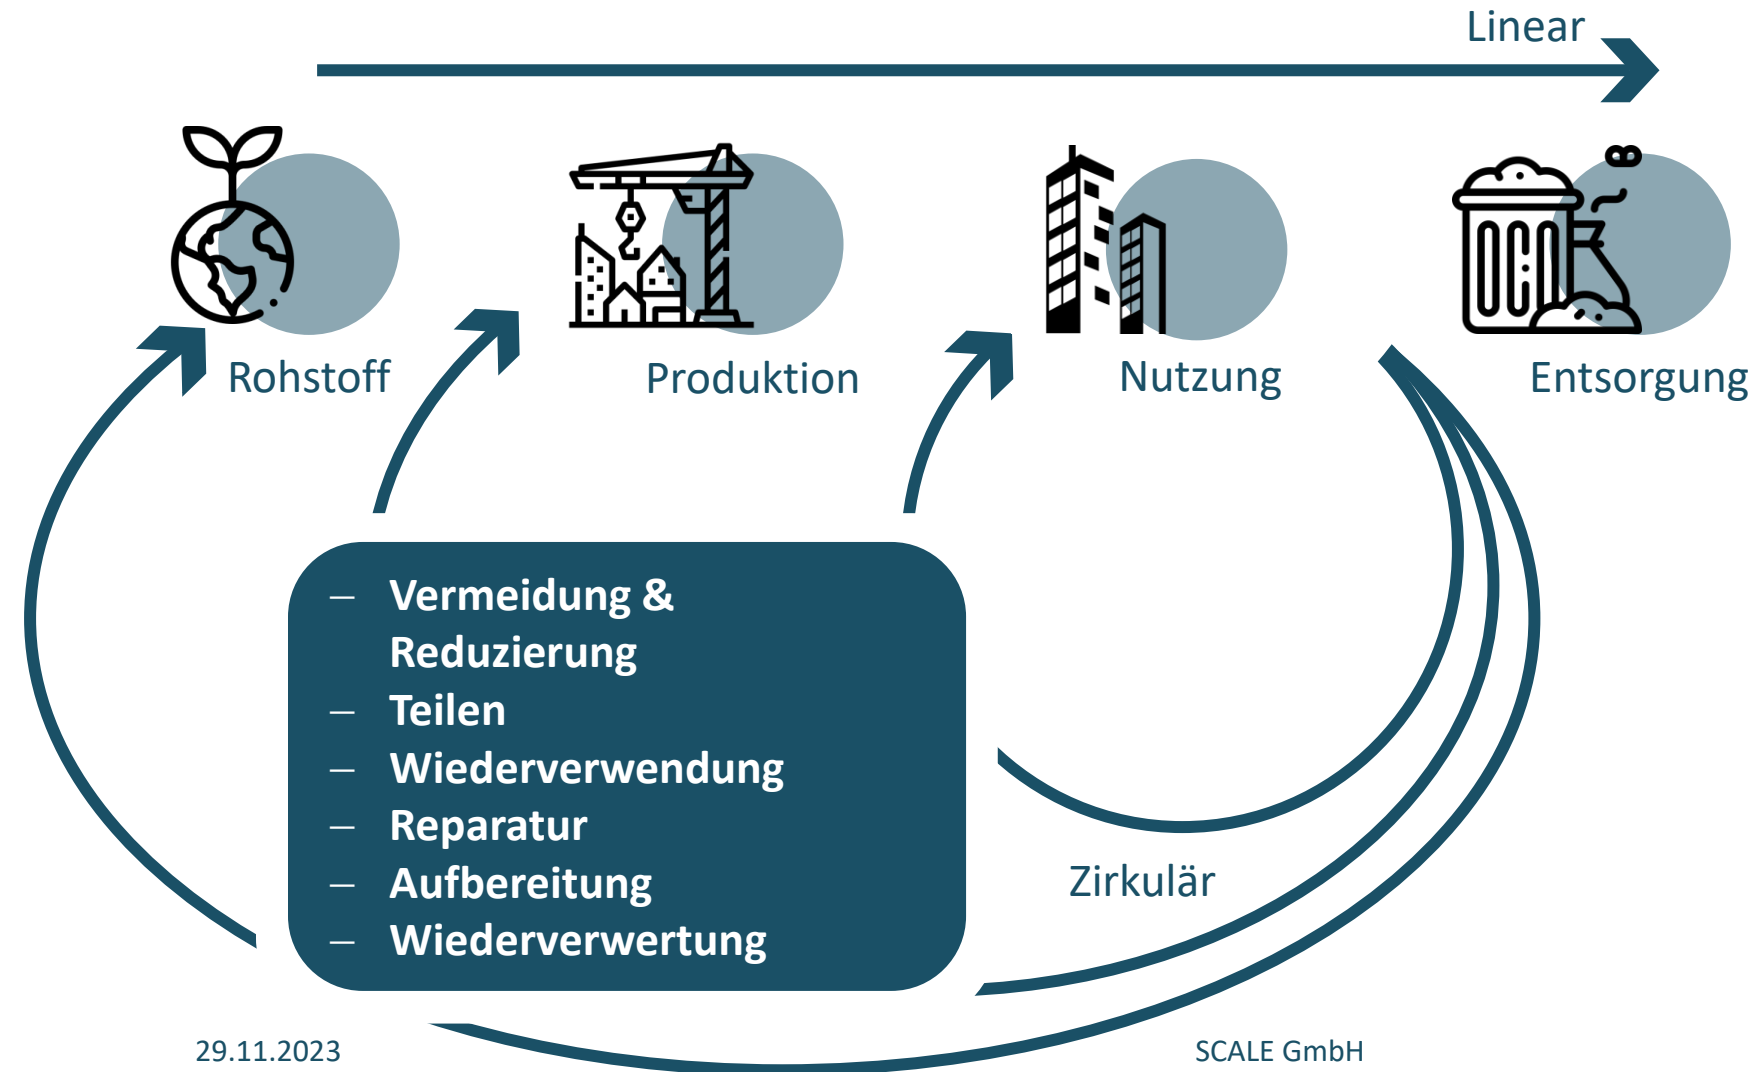 Linear
Rohstoff
Produktion
Nutzung
Entsorgung
– Vermeidung &
Reduzierung
– Teilen
– Wiederverwendung
– Reparatur
– Aufbereitung
– Wiederverwertung
Zirkulär
29.11.2023
SCALE GmbH